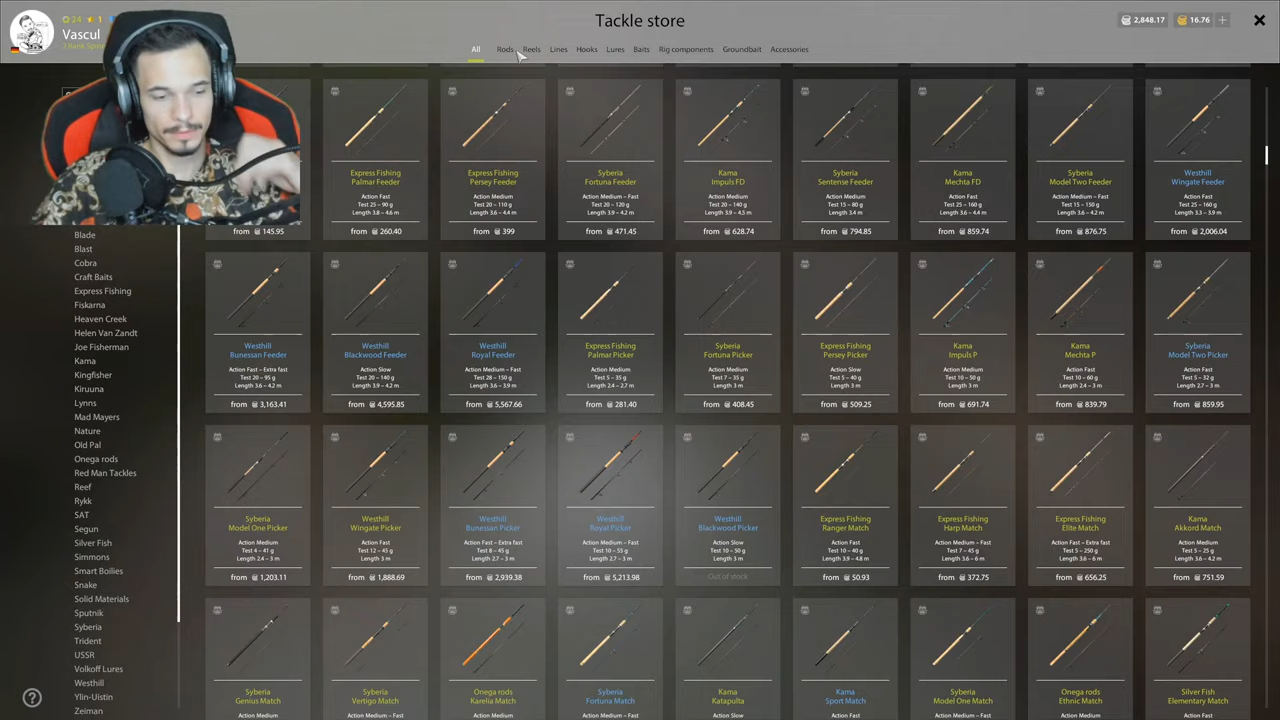 24 1
Tackle store
2,848.17 16.76 +
Vascul
All Rods Reels Lines Hooks Lures Baits Rig components Groundbait Accessories
Express Fishing
Palmar Feeder
Action Fast
Test 25 – 90 g
Length 3.8 – 4.6 m
Express Fishing
Persey Feeder
Action Medium
Test 20 – 110 g
Length 3.6 – 4.4 m
Syberia
Fortuna Feeder
Action Medium – Fast
Test 20 – 120 g
Length 3.9 – 4.2 m
Kama
Impuls FD
Action Medium
Test 20 – 140 g
Length 3.9 – 4.5 m
Syberia
Sentense Feeder
Action Medium
Test 15 – 80 g
Length 3.4 m
Kama
Mechta FD
Action Fast
Test 25 – 160 g
Length 3.6 – 4.4 m
Syberia
Model Two Feeder
Action Medium – Fast
Test 15 – 150 g
Length 3.6 – 4.2 m
Westhill
Wingate Feeder
Action Fast
Test 25 – 160 g
Length 3.3 – 3.9 m
from 145.95
from 260.40
from 399
from 471.45
from 628.74
from 794.85
from 859.74
from 876.75
from 2,006.04
Blade
Blast
Cobra
Craft Baits
Express Fishing
Fiskarna
Heaven Creek
Helen Van Zandt
Joe Fisherman
Kama
Kingfisher
Kiruuna
Lynns
Mad Mayers
Nature
Old Pal
Onega rods
Red Man Tackles
Reef
Rykk
SAT
Segun
Silver Fish
Simmons
Smart Boilies
Snake
Solid Materials
Sputnik
Syberia
Trident
USSR
Volkoff Lures
Westhill
Ylin-Uistin
Zeiman
Westhill
Bunessan Feeder
Action Fast – Extra fast
Test 20 – 95 g
Length 3.6 – 4.2 m
from 3,163.41
Westhill
Blackwood Feeder
Action Slow
Test 20 – 140 g
Length 3.9 – 4.2 m
from 4,595.85
Westhill
Royal Feeder
Action Medium – Fast
Test 28 – 150 g
Length 3.6 – 3.9 m
from 5,567.66
Express Fishing
Palmar Picker
Action Medium
Test 5 – 35 g
Length 2.4 – 2.7 m
from 281.40
Syberia
Fortuna Picker
Action Medium
Test 7 – 35 g
Length 3 m
from 408.45
Express Fishing
Persey Picker
Action Medium
Test 5 – 40 g
Length 3 m
from 509.25
Kama
Impuls P
Action Medium
Test 10 – 50 g
Length 3 m
from 691.74
Kama
Mechta P
Action Fast
Test 10 – 60 g
Length 2.4 – 3 m
from 839.79
Syberia
Model Two Picker
Action Medium – Fast
Test 5 – 32 g
Length 2.7 – 3 m
from 859.95
Syberia
Model One Picker
Action Medium
Test 4 – 41 g
Length 2.4 – 3 m
from 1,203.11
Westhill
Wingate Picker
Action Fast
Test 12 – 45 g
Length 3 m
from 1,888.69
Westhill
Bunessan Picker
Action Fast – Extra fast
Test 8 – 45 g
Length 2.7 – 3 m
from 2,939.38
Westhill
Royal Picker
Action Medium – Fast
Test 10 – 55 g
Length 2.7 – 3 m
from 5,213.98
Westhill
Blackwood Picker
Action Slow
Test 10 – 50 g
Length 3 m
Out of stock
Express Fishing
Ranger Match
Action Fast
Test 10 – 40 g
Length 3.9 – 4.8 m
from 50.93
Express Fishing
Harp Match
Action Medium – Fast
Test 7 – 45 g
Length 3.6 – 6 m
from 372.75
Express Fishing
Elite Match
Action Fast – Extra fast
Test 5 – 250 g
Length 3.6 – 6 m
from 656.25
Kama
Akkord Match
Action Medium
Test 5 – 25 g
Length 3.6 – 4.2 m
from 751.59
Syberia
Genius Match
Action Medium
Syberia
Vertigo Match
Action Medium – Fast
Onega rods
Karelia Match
Action Medium
Syberia
Fortuna Match
Action Medium – Fast
Kama
Katapulta
Action Slow
Kama
Sport Match
Action Fast
Syberia
Model One Match
Action Medium – Fast
Onega rods
Ethnic Match
Action Medium
Silver Fish
Elementary Match
Action Medium – Fast
?